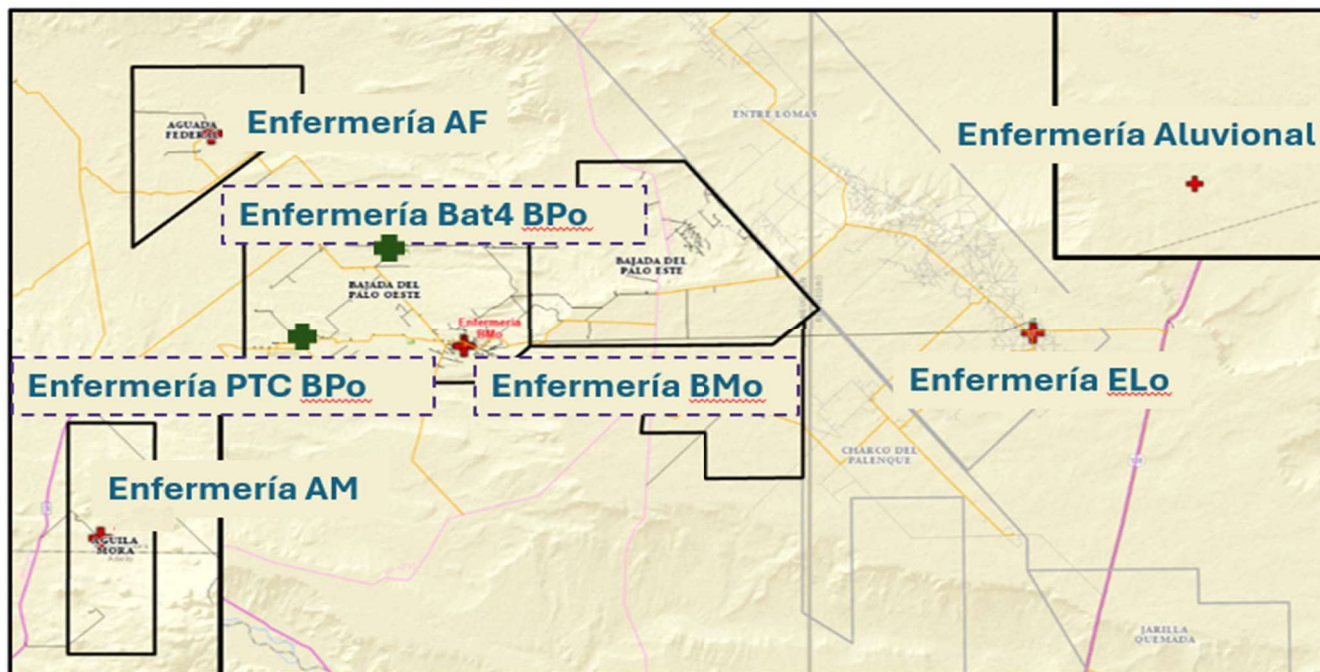 ENTRE LOMAS
Enfermería AF
AGUADA
FEDERAL
Enfermería Aluvional
Enfermería Bat4 BPo
BAJADA DEL
PALO ESTE
BAJADA DEL
PALO OESTE
Enfermería
BMo
Enfermería PTC BPo
Enfermería BMo
Enfermería ELo
CHARCO DEL
PALENQUE
Enfermería AM
AGUILA
MORA
JARILLA
QUEMADA